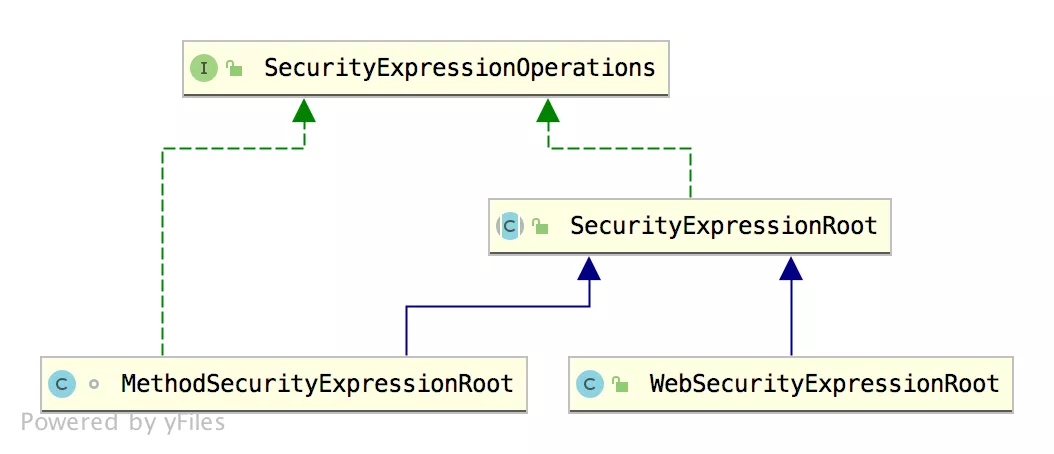 I SecurityExpressionOperations
C SecurityExpressionRoot
C MethodSecurityExpressionRoot
C WebSecurityExpressionRoot
Powered by yFiles